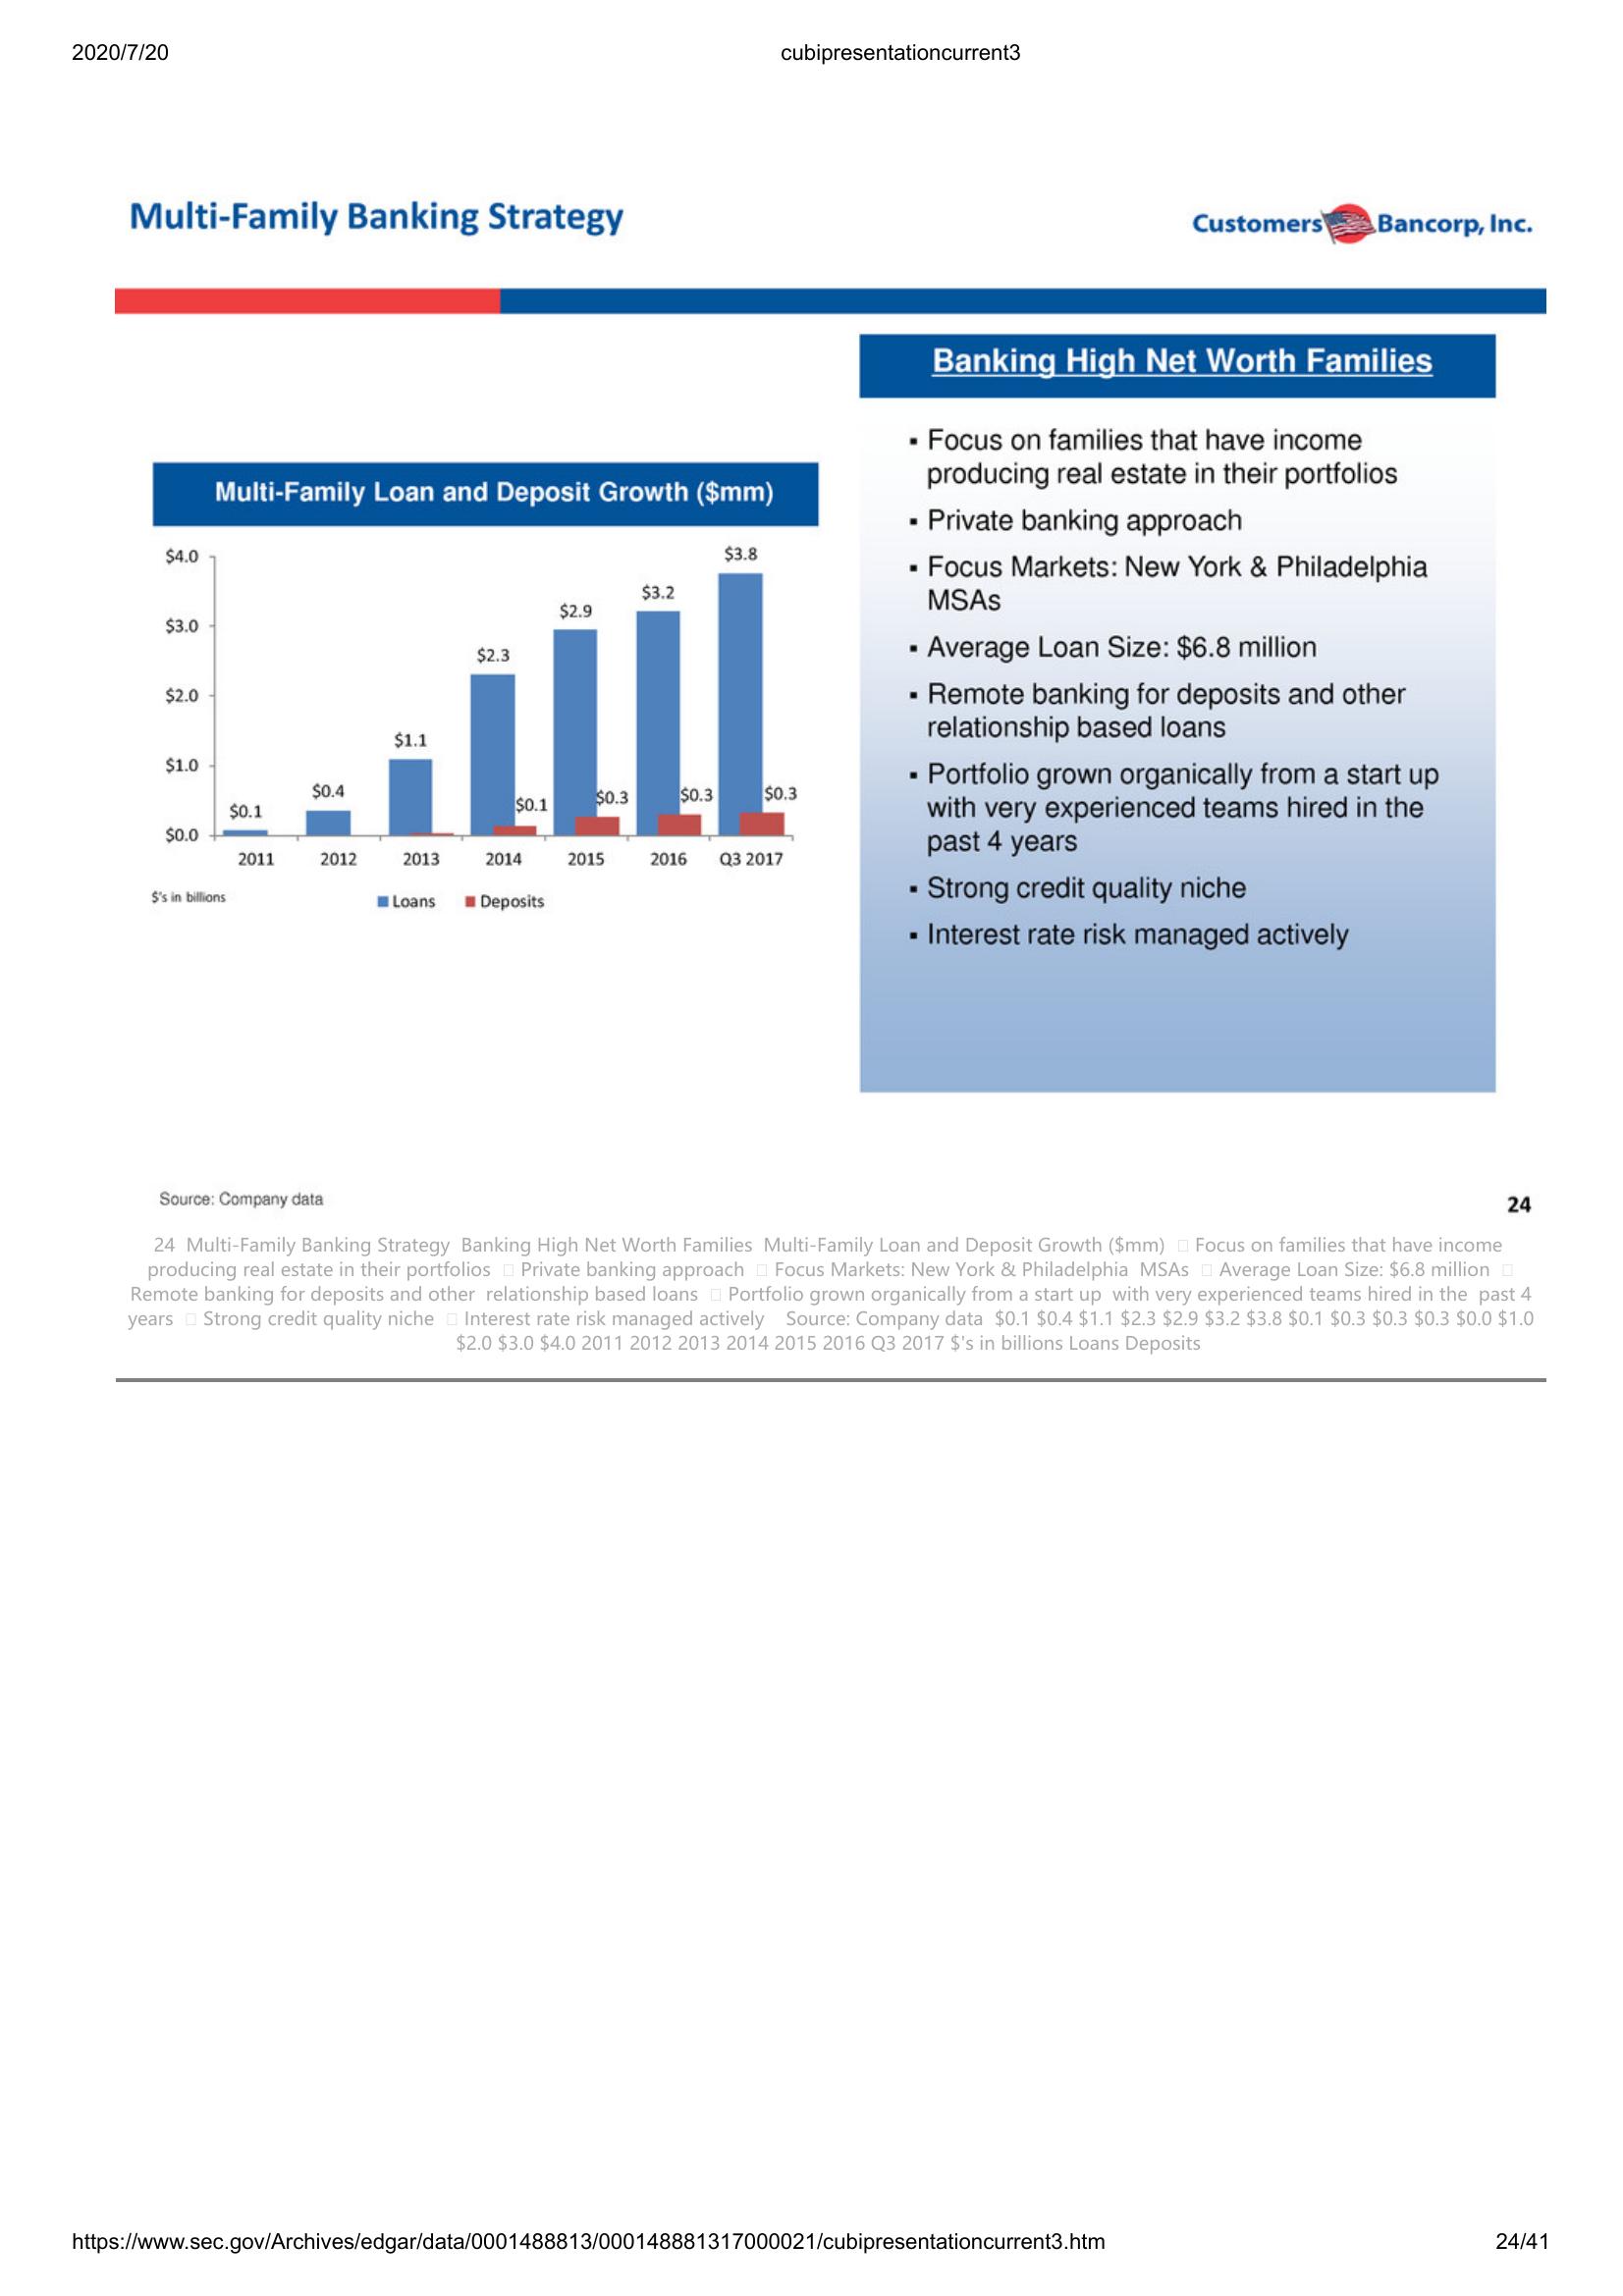 2020/7/20
cubipresentationcurrent3
Multi-Family Banking Strategy
Customers Bancorp, Inc.
Multi-Family Loan and Deposit Growth ($mm)
$4.0
$3.0
$2.0
$1.0
$0.0
$0.1
$0.4
$1.1
$2.3
$2.9
$3.2
$3.8
$0.1
$0.3
$0.3
$0.3
2011 2012 2013 2014 2015 2016 Q3 2017
$'s in billions
Loans Deposits
Banking High Net Worth Families
▪ Focus on families that have income
producing real estate in their portfolios
▪ Private banking approach
▪ Focus Markets: New York & Philadelphia
MSAs
▪ Average Loan Size: $6.8 million
▪ Remote banking for deposits and other
relationship based loans
▪ Portfolio grown organically from a start up
with very experienced teams hired in the
past 4 years
▪ Strong credit quality niche
▪ Interest rate risk managed actively
Source: Company data
24
24 Multi-Family Banking Strategy Banking High Net Worth Families Multi-Family Loan and Deposit Growth ($mm) □ Focus on families that have income
producing real estate in their portfolios □ Private banking approach □ Focus Markets: New York & Philadelphia MSAs □ Average Loan Size: $6.8 million □
Remote banking for deposits and other relationship based loans □ Portfolio grown organically from a start up with very experienced teams hired in the past 4
years □ Strong credit quality niche □ Interest rate risk managed actively Source: Company data $0.1 $0.4 $1.1 $2.3 $2.9 $3.2 $3.8 $0.1 $0.3 $0.3 $0.3 $0.0 $1.0
$2.0 $3.0 $4.0 2011 2012 2013 2014 2015 2016 Q3 2017 $'s in billions Loans Deposits
https://www.sec.gov/Archives/edgar/data/0001488813/000148881317000021/cubipresentationcurrent3.htm
24/41